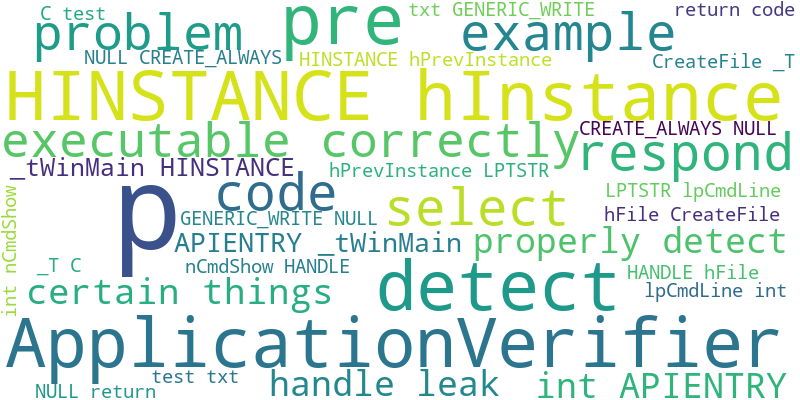 C test
txt GENERIC_WRITE
return code
problem
pre
example
NULL CREATE_ALWAYS
HINSTANCE hPrevInstance
CreateFile _T
HINSTANCE hInstance
executable correctly
CREATE_ALWAYS NULL
respond
_tWinMain HINSTANCE
hPrevInstance LPTSTR
p
code
select
LPTSTR lpCmdLine
int nCmdShow
GENERIC_WRITE NULL
hFile CreateFile
APIENTRY _tWinMain
properly detect
_T C
nCmdShow HANDLE
detect
HANDLE hFile
certain things
lpCmdLine int
ApplicationVerifier
test txt
handle leak
int APIENTRY
NULL return